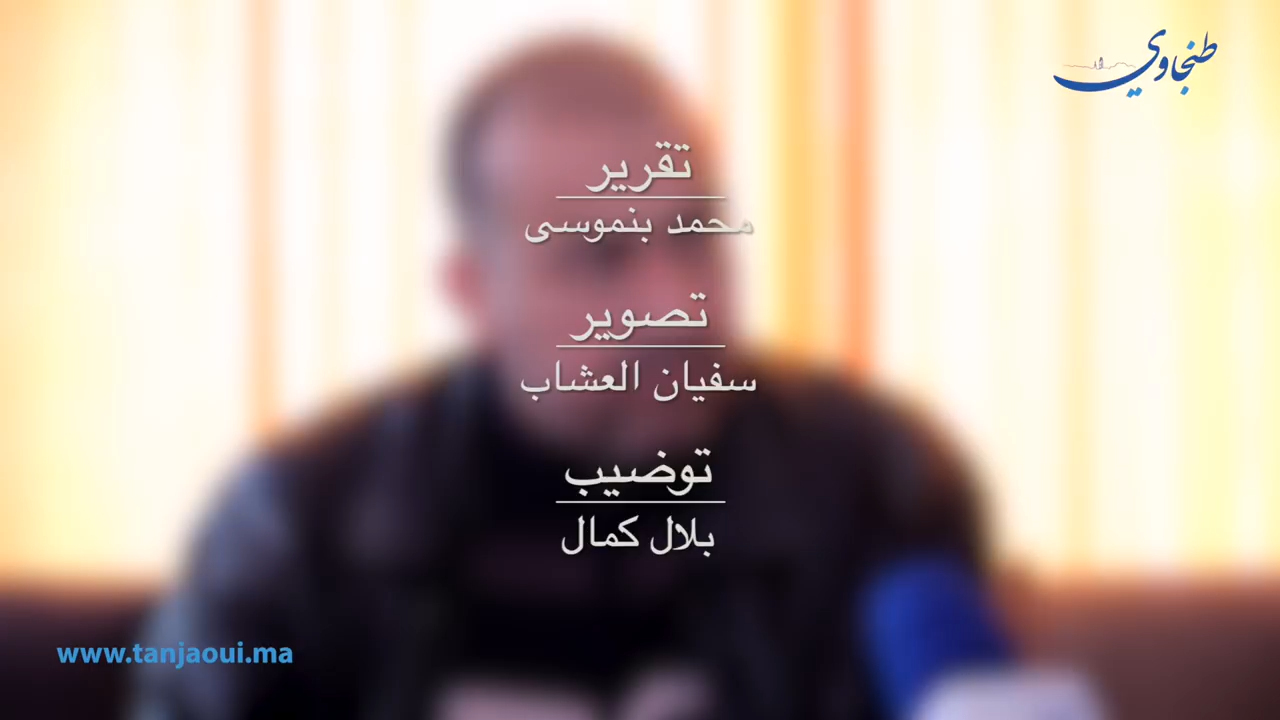 طنجاوي
تقرير
محمد بنموسى
تصوير
سفيان العشاب
توضيب
بلال كمال
www.tanjaoui.ma